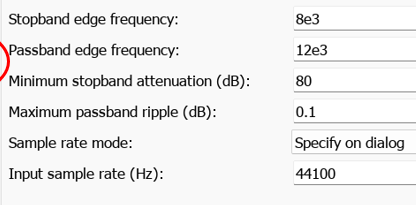 Stopband edge frequency: 8e3
Passband edge frequency: 12e3
Minimum stopband attenuation (dB): 80
Maximum passband ripple (dB): 0.1
Sample rate mode: Specify on dialog
Input sample rate (Hz): 44100